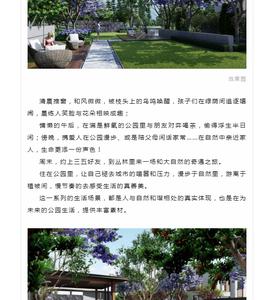 效果图
清晨推窗，和风微微，被枝头上的鸟鸣唤醒，孩子们在绿荫间追逐嬉
闹，晨练人笑脸与花朵相映成趣；
慵懒的午后，在满是鲜氧的公园里与朋友对弈喝茶，偷得浮生半日
闲；傍晚，携爱人在公园漫步、或是陪父母闲话家常……在自然中亲近家
人，生命更添一份声色！
周末，约上三五好友，到丛林里来一场和大自然的奇遇之旅。
住在公园里，让自己褪去城市的喧嚣和压力，漫步于自然里，游离于
植被间，慢节奏的去感受生活的真善美。
这一系列的生活场景，都是人与自然和谐相处的真实体现，也是在为
未来的公园生活，提供丰富素材。